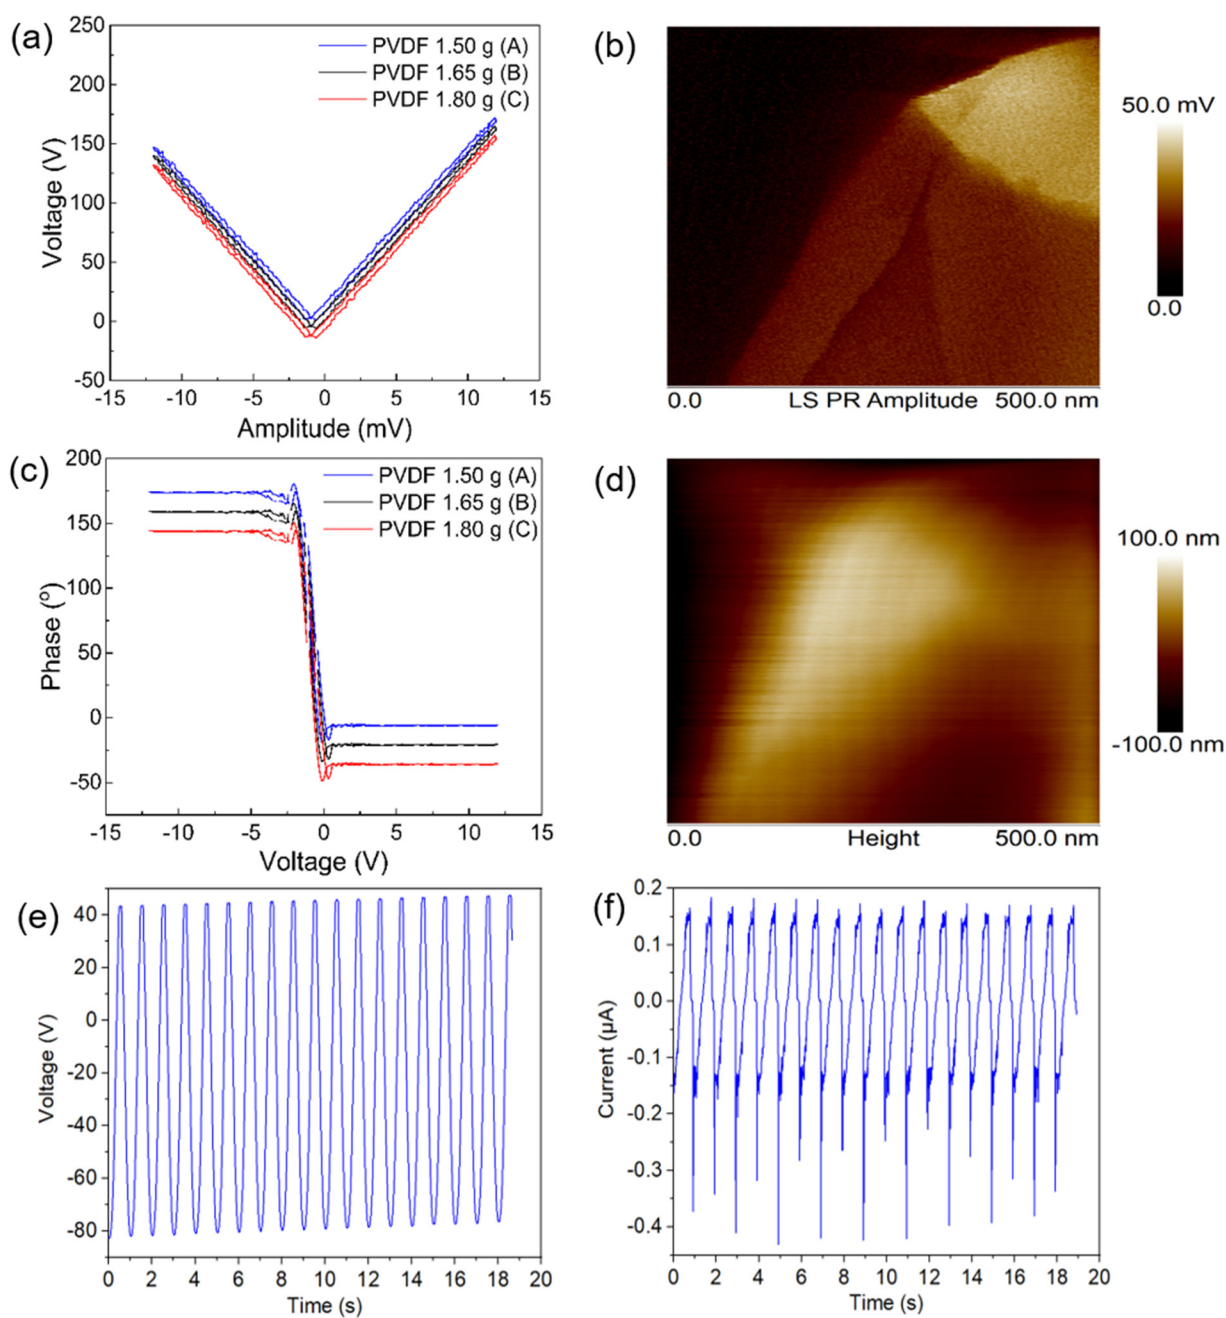 (a)
250
200
150
100
50
0
-50
Voltage (V)
PVDF 1.50 g (A)
PVDF 1.65 g (B)
PVDF 1.80 g (C)
-15 -10 -5 0 5 10 15
Amplitude (mV)
(b)
50.0 mV
0.0
0.0 LS PR Amplitude 500.0 nm
(c)
200
150
100
50
0
-50
Phase (º)
PVDF 1.50 g (A)
PVDF 1.65 g (B)
PVDF 1.80 g (C)
-15 -10 -5 0 5 10 15
Voltage (V)
(d)
100.0 nm
-100.0 nm
0.0 Height 500.0 nm
(e)
40
20
0
-20
-40
-60
-80
Voltage (V)
0 2 4 6 8 10 12 14 16 18 20
Time (s)
(f)
0.2
0.1
0.0
-0.1
-0.2
-0.3
-0.4
Current (µA)
0 2 4 6 8 10 12 14 16 18 20
Time (s)